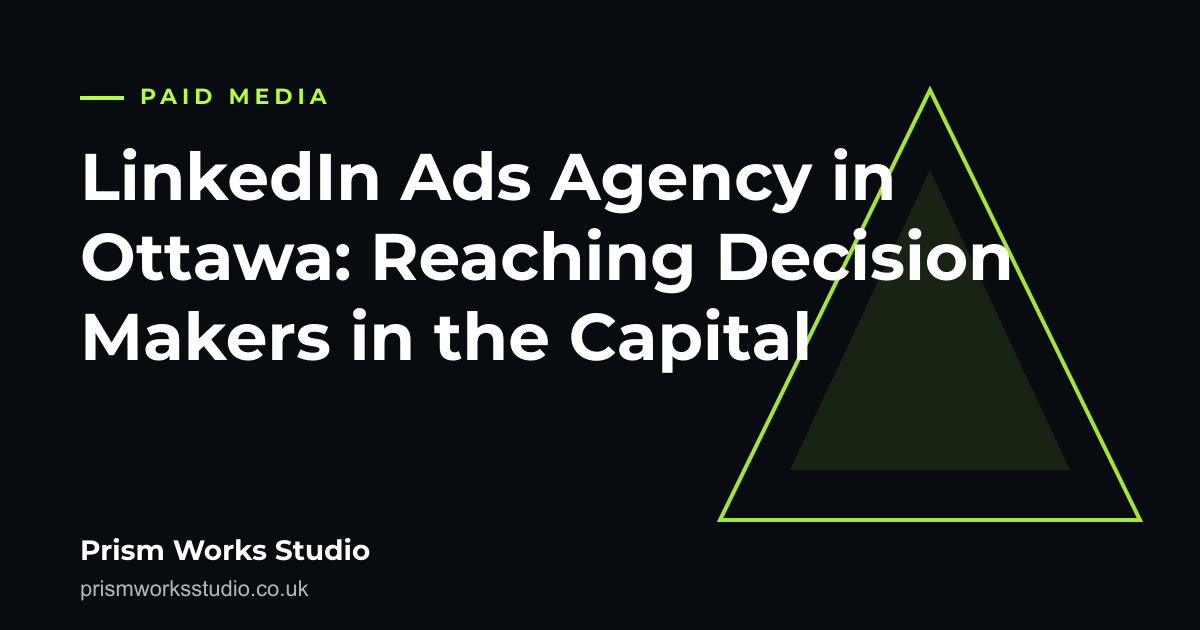 PAID MEDIA
LinkedIn Ads Agency in
Ottawa: Reaching Decision
Makers in the Capital
Prism Works Studio
prismworksstudio.co.uk